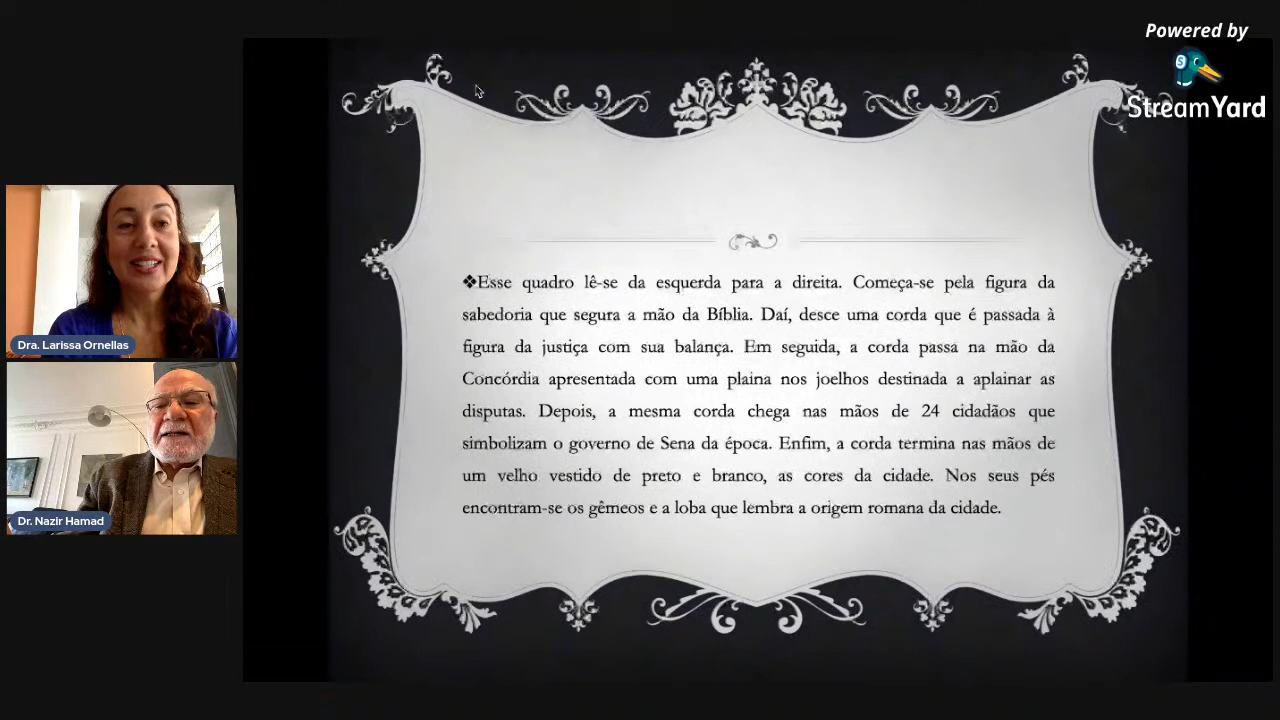 Powered by
StreamYard
❖Esse quadro lê-se da esquerda para a direita. Começa-se pela figura da
sabedoria que segura a mão da Bíblia. Daí, desce uma corda que é passada à
figura da justiça com sua balança. Em seguida, a corda passa na mão da
Concórdia apresentada com uma plaina nos joelhos destinada a aplainar as
disputas. Depois, a mesma corda chega nas mãos de 24 cidadãos que
simbolizam o governo de Sena da época. Enfim, a corda termina nas mãos de
um velho vestido de preto e branco, as cores da cidade. Nos seus pés
encontram-se os gêmeos e a loba que lembra a origem romana da cidade.
Dra. Larissa Ornellas
Dr. Nazir Hamad